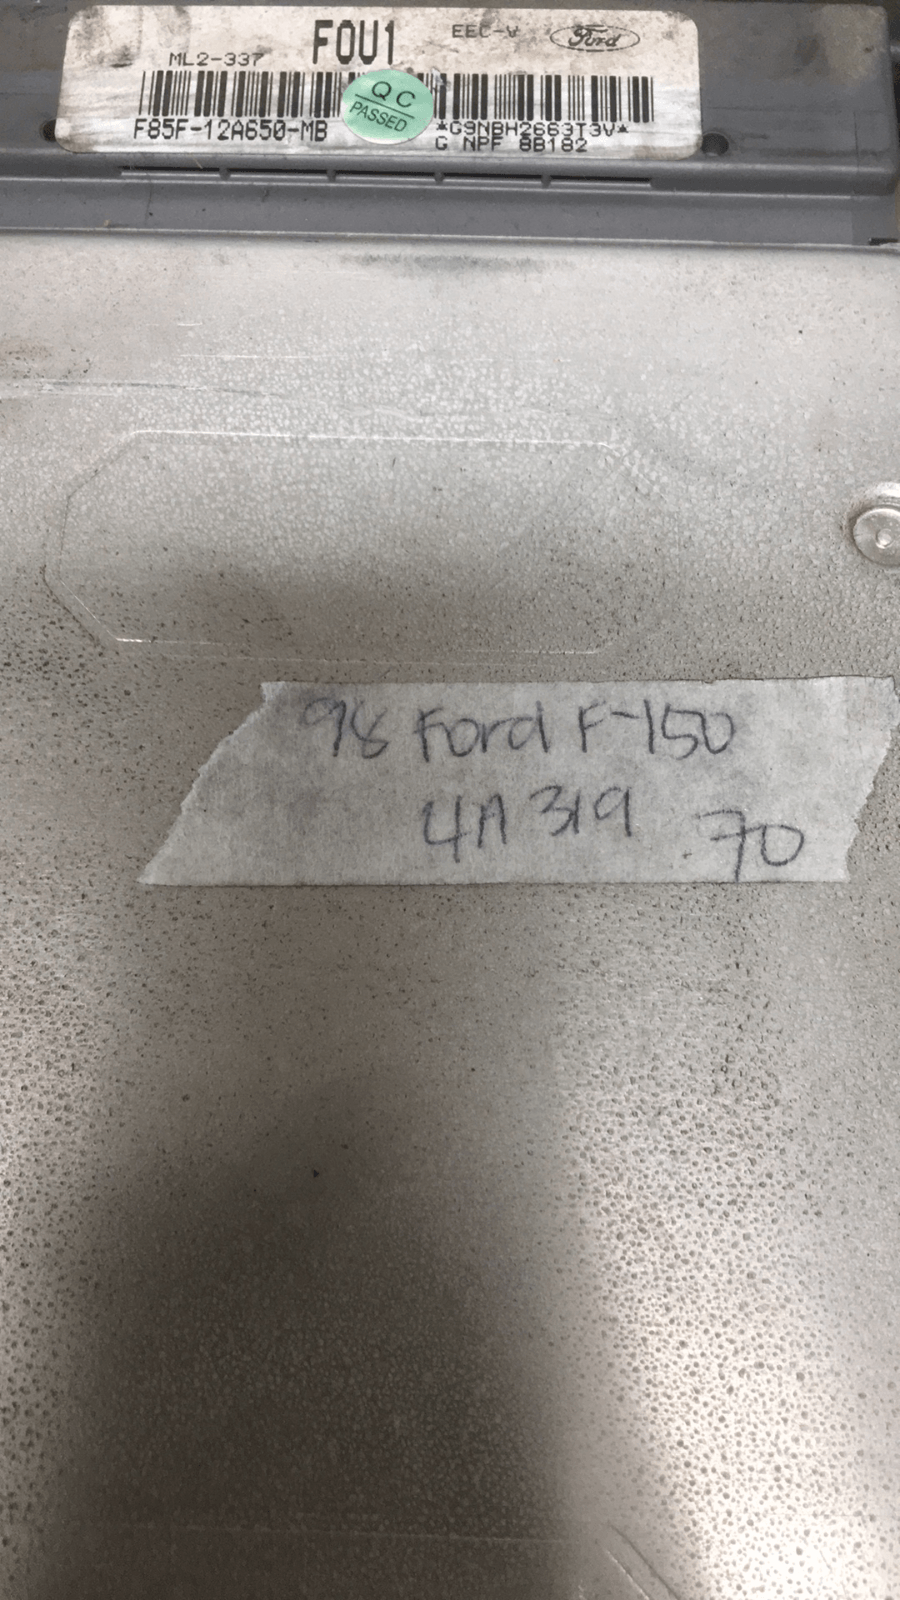 FOU1 EEC-V Ford
ML2-337
QC
PASSED
F85F-12A650-MB *G9NBH2663T3V*
G NPF 8B182
98 Ford F-150
4A319 70